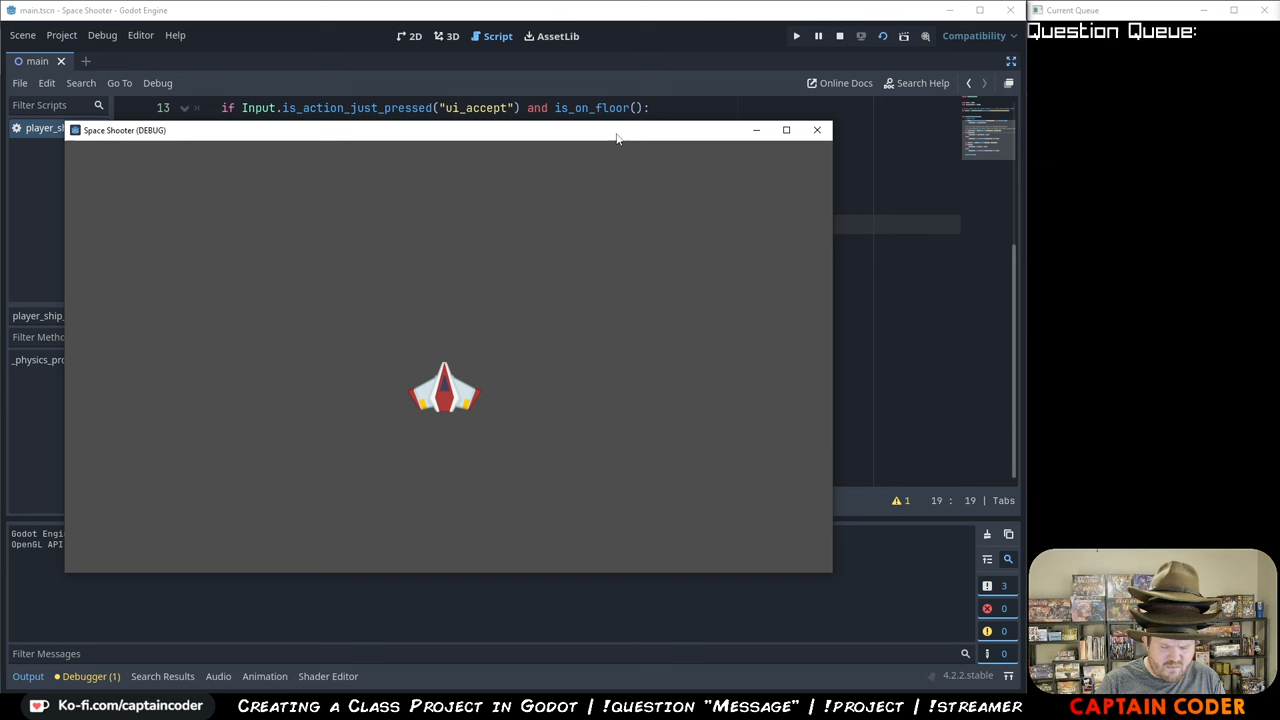 main.tscn - Space Shooter - Godot Engine
Current Queue
Scene Project Debug Editor Help
2D 3D Script AssetLib
Compatibility
Question Queue:
main
File Edit Search Go To Debug
Online Docs Search Help
Filter Scripts
13 if Input.is_action_just_pressed("ui_accept") and is_on_floor():
player_sh
Space Shooter (DEBUG)
player_ship_
Filter Metho
_physics_pro
1 19 : 19 | Tabs
Godot Engi
OpenGL API
3
0
0
0
Filter Messages
Output Debugger (1) Search Results Audio Animation Shader Editor
4.2.2.stable
Ko-fi.com/captaincoder
Creating a Class Project in Godot | !question "Message" | !project | !streamer
CAPTAIN CODER